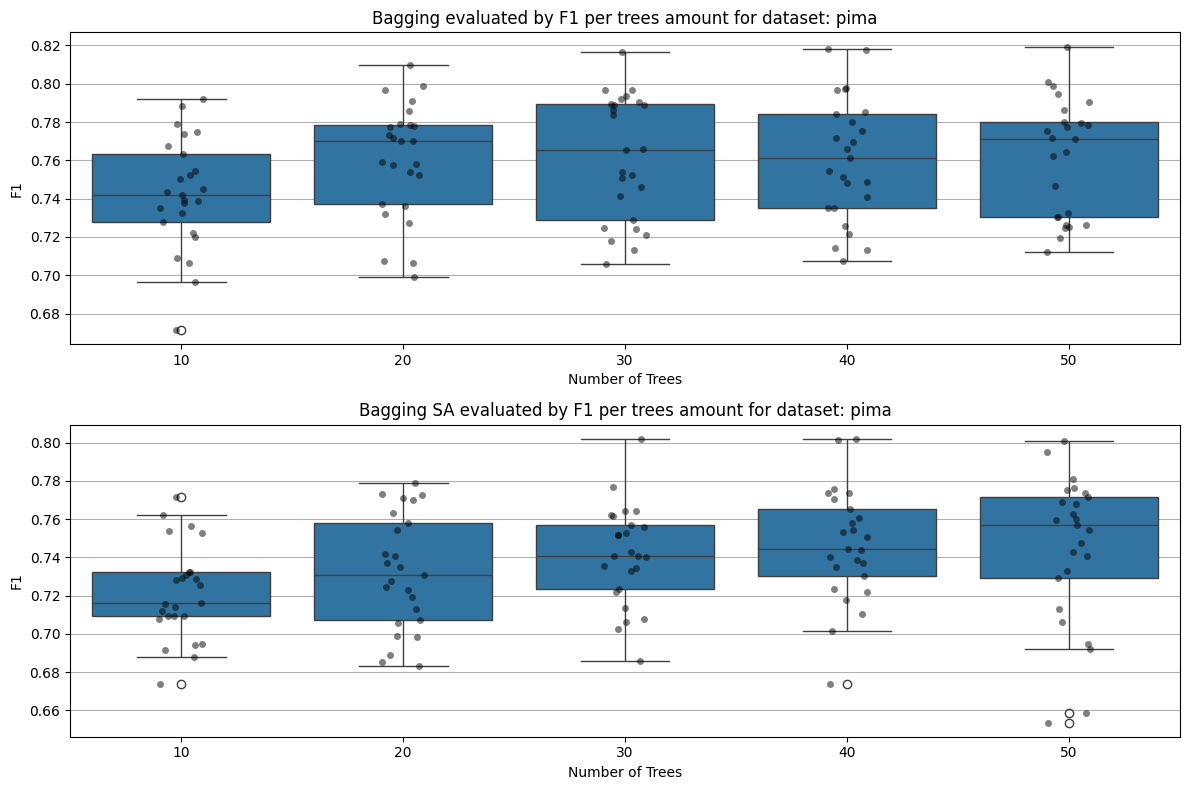 Bagging evaluated by F1 per trees amount for dataset: pima
F1
0.82
0.80
0.78
0.76
0.74
0.72
0.70
0.68
10 20 30 40 50
Number of Trees
Bagging SA evaluated by F1 per trees amount for dataset: pima
F1
0.80
0.78
0.76
0.74
0.72
0.70
0.68
0.66
10 20 30 40 50
Number of Trees